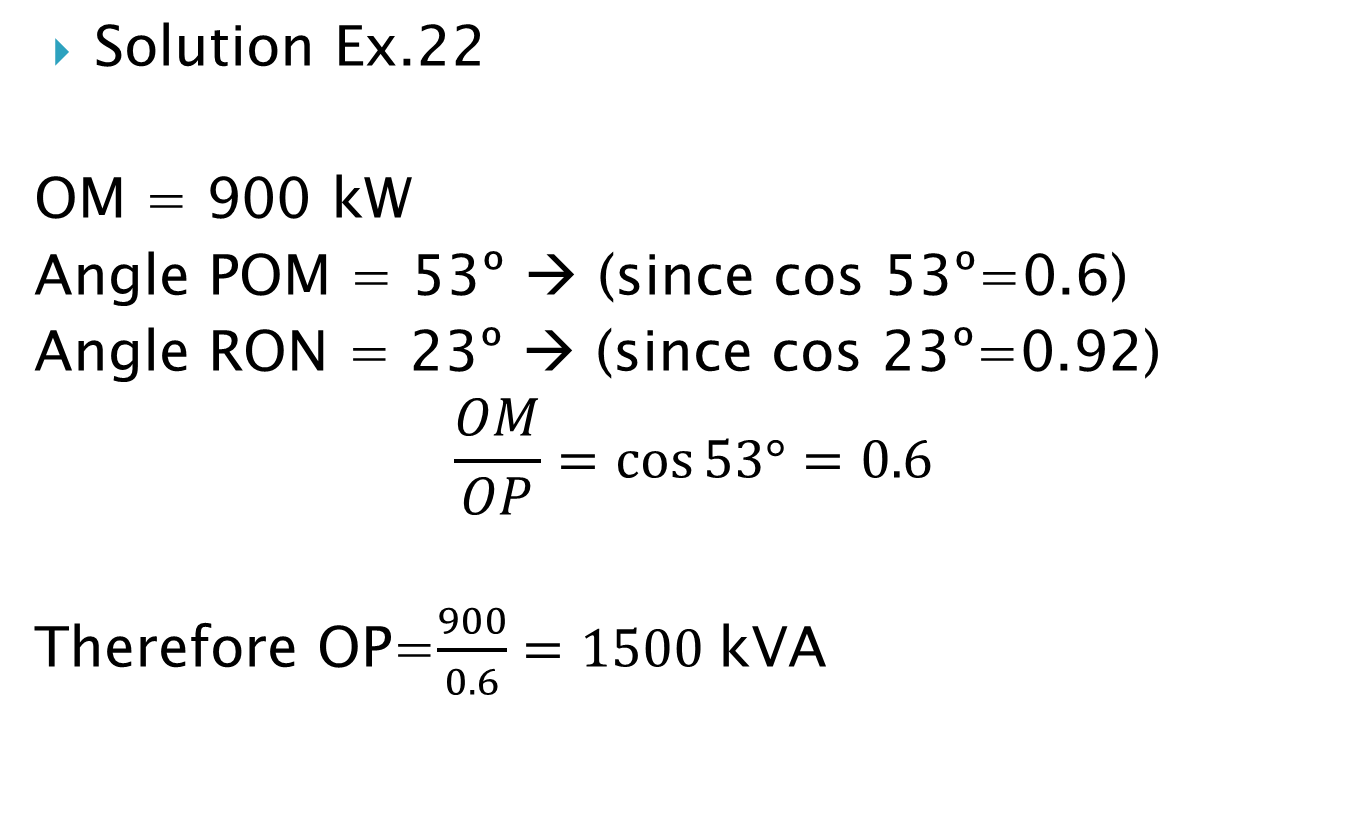 Solution Ex.22
OM = 900 kW
Angle POM = 53º → (since cos 53º=0.6)
Angle RON = 23º → (since cos 23º=0.92)
OM/OP = cos 53° = 0.6
Therefore OP=900/0.6 = 1500 kVA